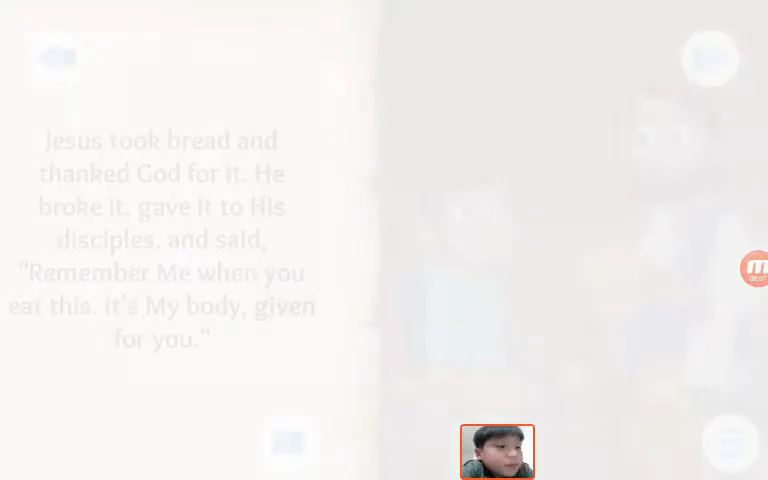 Jesus took bread and
thanked God for it. He
broke it, gave it to His
disciples, and said,
"Remember Me when you
eat this. It's My body, given
for you."